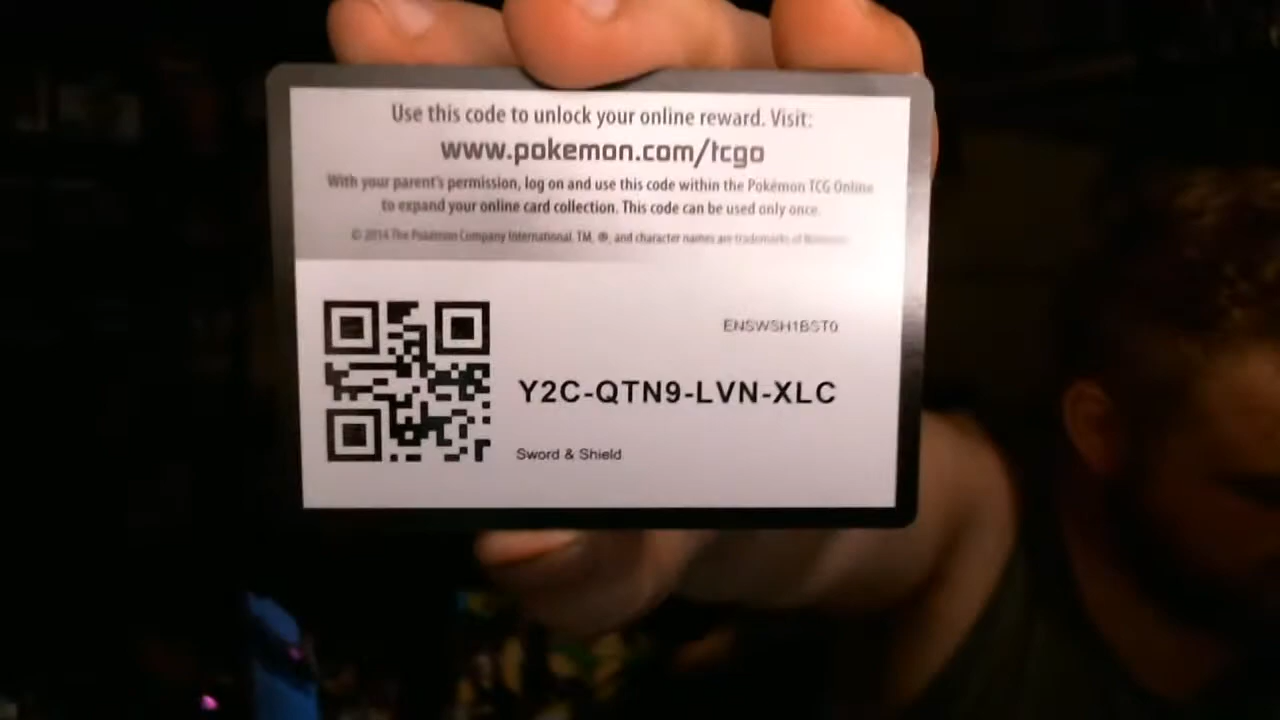 Use this code to unlock your online reward. Visit:
www.pokemon.com/tcgo
With your parent's permission, log on and use this code within the Pokémon TCG Online
to expand your online card collection. This code can be used only once.
© 2014 The Pokémon Company International. TM, ®, and character names are trademarks of Nintendo.
ENSWSH1BST0
Y2C-QTN9-LVN-XLC
Sword & Shield